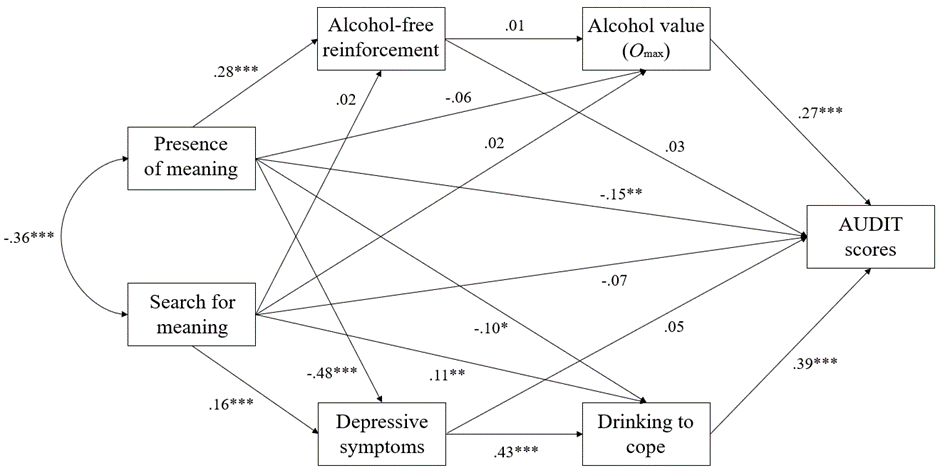 Alcohol-free
reinforcement
.01
Alcohol value
(Omax)
.28***
.02
-.06
.27***
.02
.03
Presence
of meaning
-.15**
-.36***
AUDIT
scores
-.07
Search for
meaning
-.10*
.05
-.48***
.11**
.39***
.16***
Depressive
symptoms
.43***
Drinking to
cope